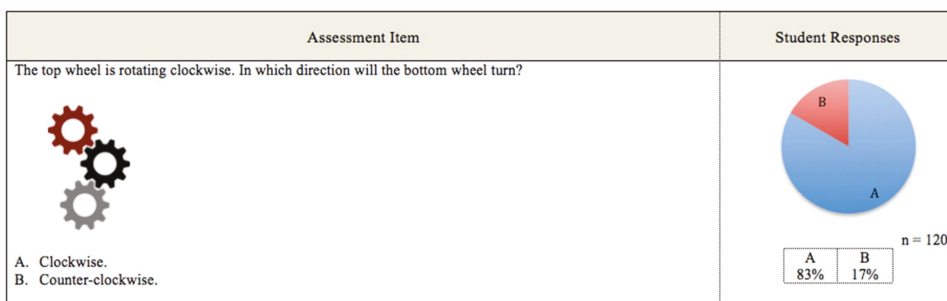 Assessment Item
Student Responses
The top wheel is rotating clockwise. In which direction will the bottom wheel turn?
B
A
n = 120
A. Clockwise.
B. Counter-clockwise.
A B
83% 17%